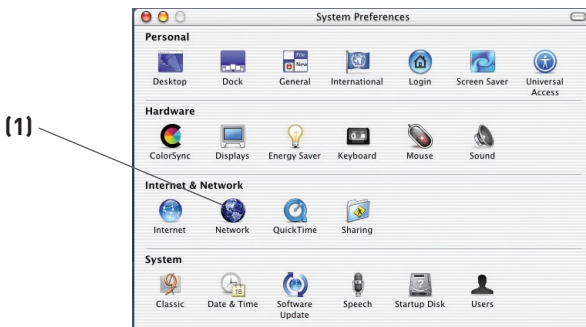 System Preferences
Personal
Desktop Dock General International Login Screen Saver Universal Access
Hardware
(1)
ColorSync Displays Energy Saver Keyboard Mouse Sound
Internet & Network
Internet Network QuickTime Sharing
System
Classic Date & Time Software Update Speech Startup Disk Users